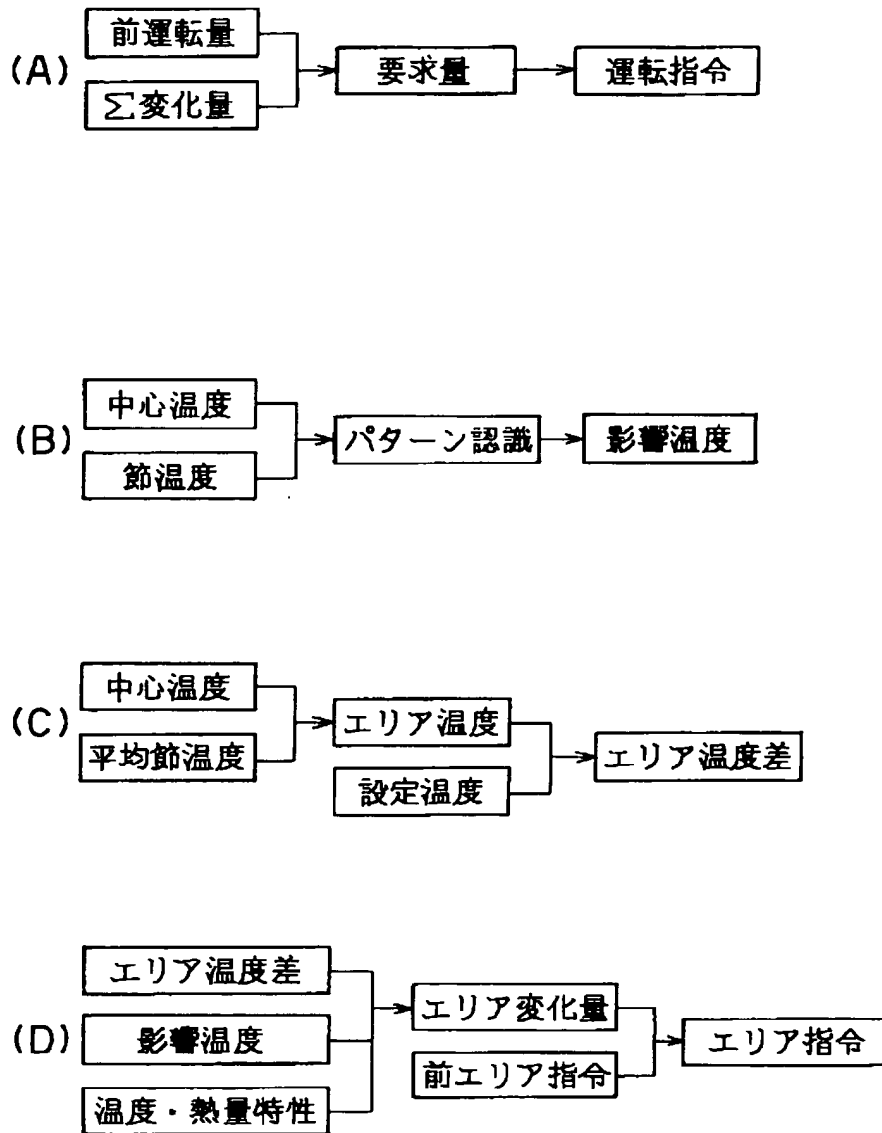 (A)
前運転量
Σ変化量
要求量
運転指令
(B)
中心温度
節温度
パターン認識
影響温度
(C)
中心温度
平均節温度
エリア温度
設定温度
エリア温度差
(D)
エリア温度差
影響温度
温度・熱量特性
エリア変化量
前エリア指令
エリア指令